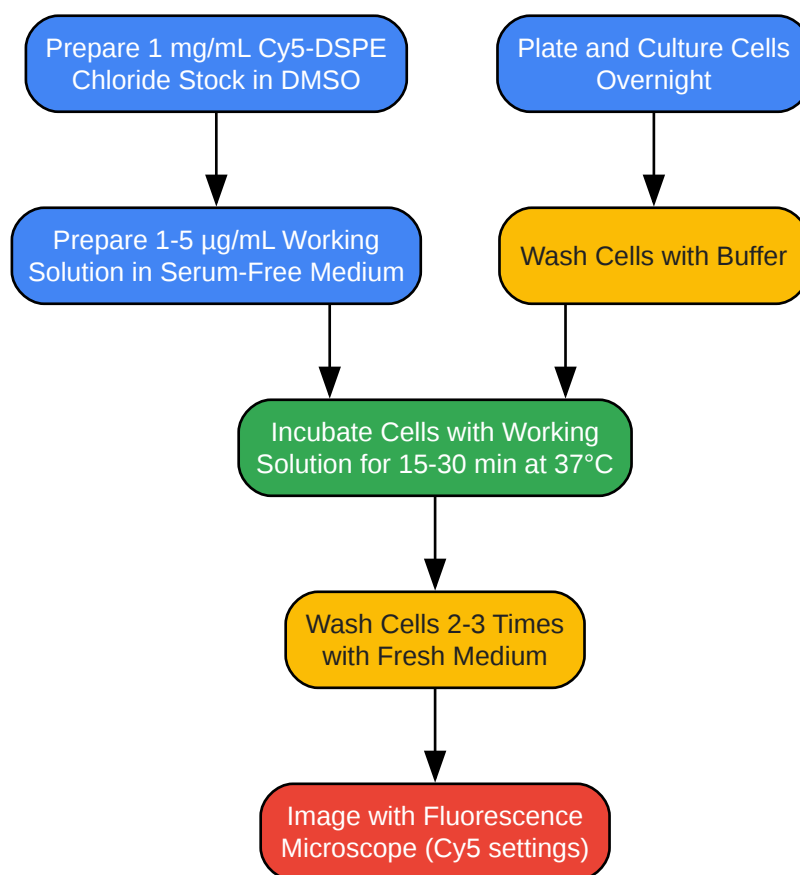 Prepare 1 mg/mL Cy5-DSPE
Chloride Stock in DMSO
Plate and Culture Cells
Overnight
Prepare 1-5 µg/mL Working
Solution in Serum-Free Medium
Wash Cells with Buffer
Incubate Cells with Working
Solution for 15-30 min at 37°C
Wash Cells 2-3 Times
with Fresh Medium
Image with Fluorescence
Microscope (Cy5 settings)